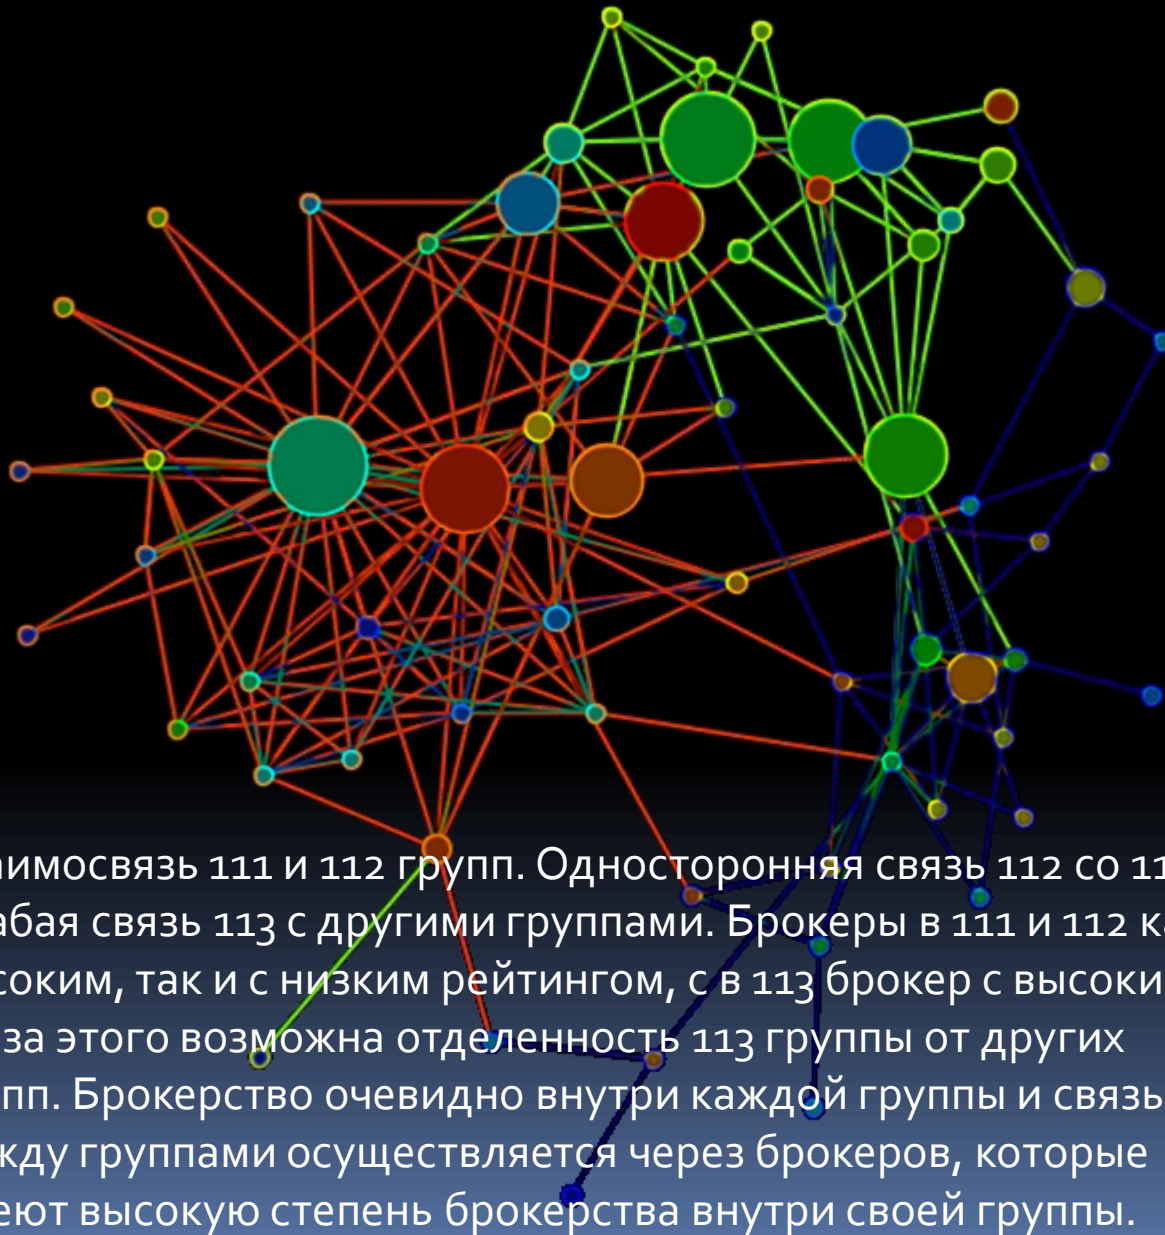 аимосвязь 111 и 112 групп. Односторонняя связь 112 со 11
абая связь 113 с другими группами. Брокеры в 111 и 112 ка
соким, так и с низким рейтингом, с в 113 брокер с высоки
за этого возможна отделенность 113 группы от других
пп. Брокерство очевидно внутри каждой группы и связь
жду группами осуществляется через брокеров, которые
еют высокую степень брокерства внутри своей группы.